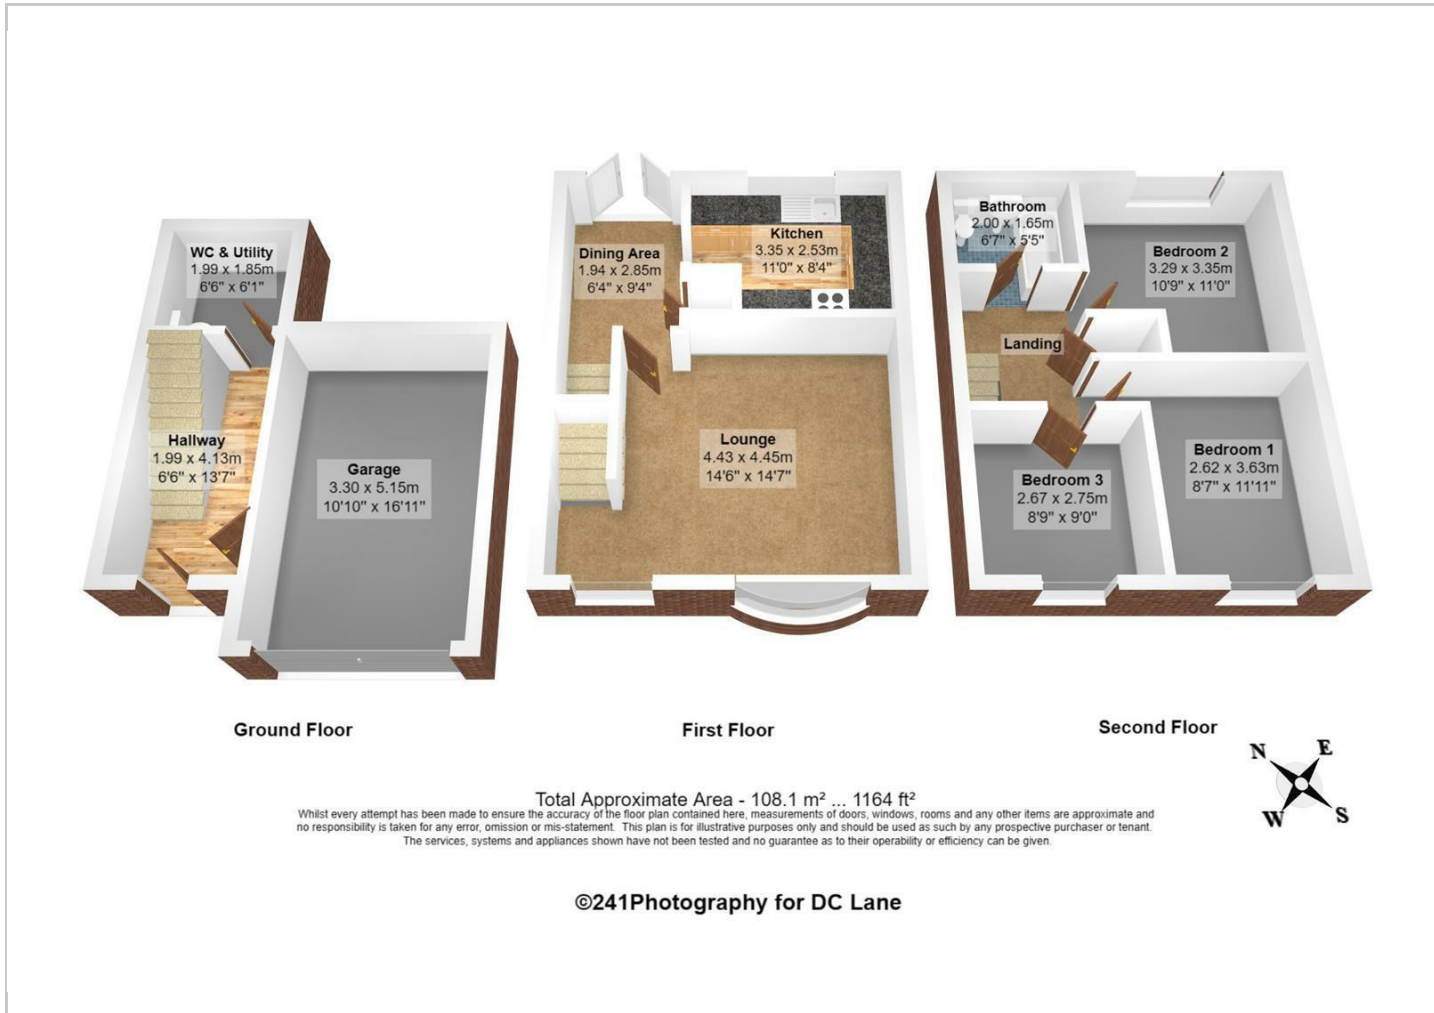 WC & Utility
1.99 x 1.85m
6'6" x 6'1"
Hallway
1.99 x 4.13m
6'6" x 13'7"
Garage
3.30 x 5.15m
10'10" x 16'11"
Ground Floor
Dining Area
1.94 x 2.85m
6'4" x 9'4"
Kitchen
3.35 x 2.53m
11'0" x 8'4"
Lounge
4.43 x 4.45m
14'6" x 14'7"
First Floor
Bathroom
2.00 x 1.65m
6'7" x 5'5"
Bedroom 2
3.29 x 3.35m
10'9" x 11'0"
Landing
Bedroom 1
2.62 x 3.63m
8'7" x 11'11"
Bedroom 3
2.67 x 2.75m
8'9" x 9'0"
Second Floor
N E
W S
Total Approximate Area - 108.1 m² ... 1164 ft²
Whilst every attempt has been made to ensure the accuracy of the floor plan contained here, measurements of doors, windows, rooms and any other items are approximate and
no responsibility is taken for any error, omission or mis-statement. This plan is for illustrative purposes only and should be used as such by any prospective purchaser or tenant.
The services, systems and appliances shown have not been tested and no guarantee as to their operability or efficiency can be given.
©241Photography for DC Lane